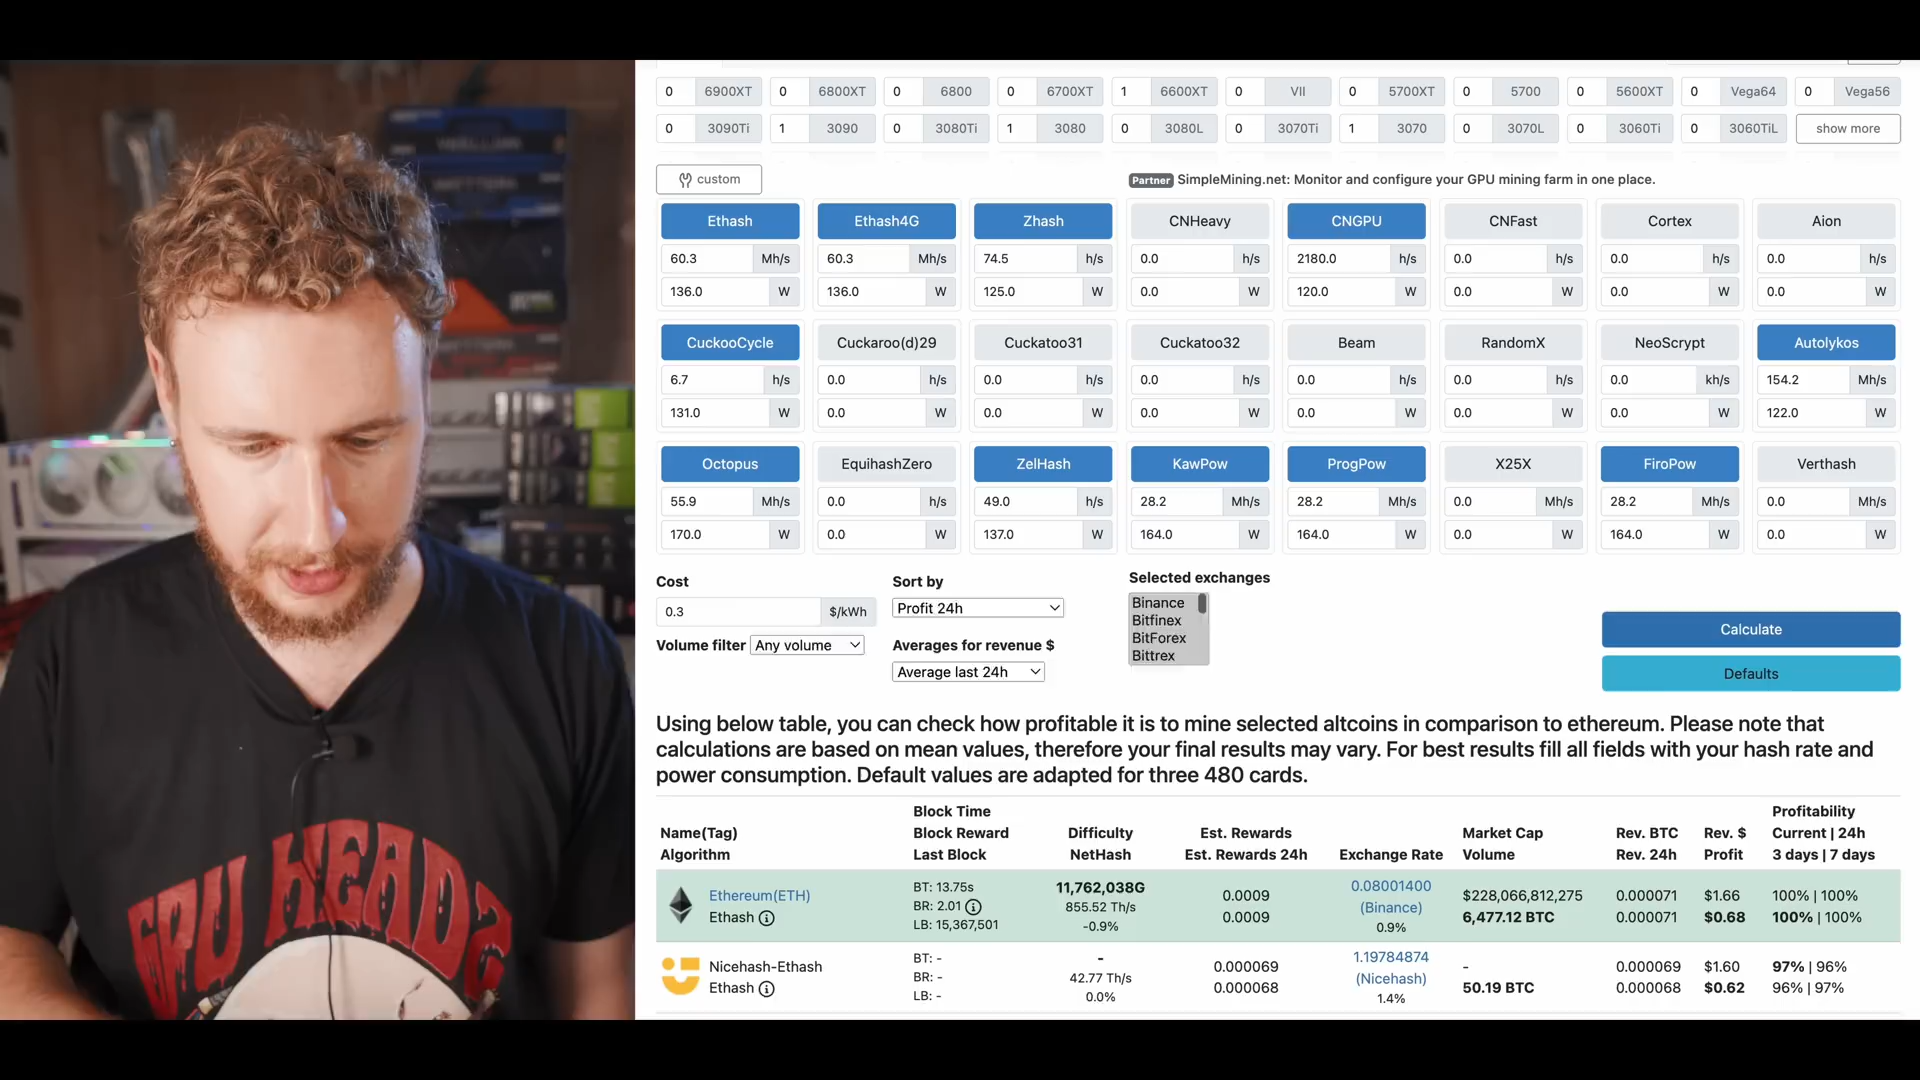 0 6900XT 0 6800XT 0 6800 0 6700XT 1 6600XT 0 VII 0 5700XT 0 5700 0 5600XT 0 Vega64 0 Vega56
0 3090Ti 1 3090 0 3080Ti 1 3080 0 3080L 0 3070Ti 1 3070 0 3070L 0 3060Ti 0 3060TiL show more
custom
Partner SimpleMining.net: Monitor and configure your GPU mining farm in one place.
Ethash Ethash4G Zhash CNHeavy CNGPU CNFast Cortex Aion
60.3 Mh/s 60.3 Mh/s 74.5 h/s 0.0 h/s 2180.0 h/s 0.0 h/s 0.0 h/s 0.0 h/s
136.0 W 136.0 W 125.0 W 0.0 W 120.0 W 0.0 W 0.0 W 0.0 W
CuckooCycle Cuckaroo(d)29 Cuckatoo31 Cuckatoo32 Beam RandomX NeoScrypt Autolykos
6.7 h/s 0.0 h/s 0.0 h/s 0.0 h/s 0.0 h/s 0.0 h/s 0.0 kh/s 154.2 Mh/s
131.0 W 0.0 W 0.0 W 0.0 W 0.0 W 0.0 W 0.0 W 122.0 W
Octopus EquihashZero ZelHash KawPow ProgPow X25X FiroPow Verthash
55.9 Mh/s 0.0 h/s 49.0 h/s 28.2 Mh/s 28.2 Mh/s 0.0 Mh/s 28.2 Mh/s 0.0 Mh/s
170.0 W 0.0 W 137.0 W 164.0 W 164.0 W 0.0 W 164.0 W 0.0 W
Cost Sort by Selected exchanges
0.3 $/kWh Profit 24h Binance
Bitfinex
BitForex
Bittrex
Calculate
Volume filter Any volume Averages for revenue $
Average last 24h
Defaults
Using below table, you can check how profitable it is to mine selected altcoins in comparison to ethereum. Please note that
calculations are based on mean values, therefore your final results may vary. For best results fill all fields with your hash rate and
power consumption. Default values are adapted for three 480 cards.
Block Time Profitability
Name(Tag) Block Reward Difficulty Est. Rewards Market Cap Rev. BTC Rev. $ Current | 24h
Algorithm Last Block NetHash Est. Rewards 24h Exchange Rate Volume Rev. 24h Profit 3 days | 7 days
BT: 13.75s 11,762,038G 0.08001400
Ethereum(ETH) BR: 2.01 855.52 Th/s 0.0009 (Binance) $228,066,812,275 0.000071 $1.66 100% | 100%
Ethash LB: 15,367,501 -0.9% 0.0009 0.9% 6,477.12 BTC 0.000071 $0.68 100% | 100%
BT: - - 1.19784874
Nicehash-Ethash BR: - 42.77 Th/s 0.000069 (Nicehash) - 0.000069 $1.60 97% | 96%
Ethash LB: - 0.0% 0.000068 1.4% 50.19 BTC 0.000068 $0.62 96% | 97%
GPU HEADZ